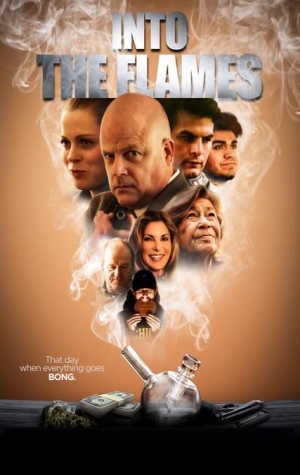 INTO
THE FLAMES
That day
when everything goes
BONG.